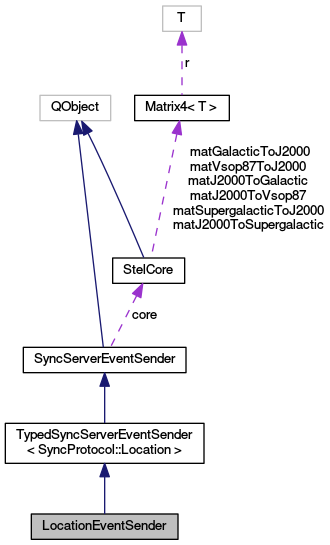 T
r
QObject
Matrix4< T >
matGalacticToJ2000
matVsop87ToJ2000
matJ2000ToGalactic
matJ2000ToVsop87
matSupergalacticToJ2000
matJ2000ToSupergalactic
StelCore
core
SyncServerEventSender
TypedSyncServerEventSender
< SyncProtocol::Location >
LocationEventSender